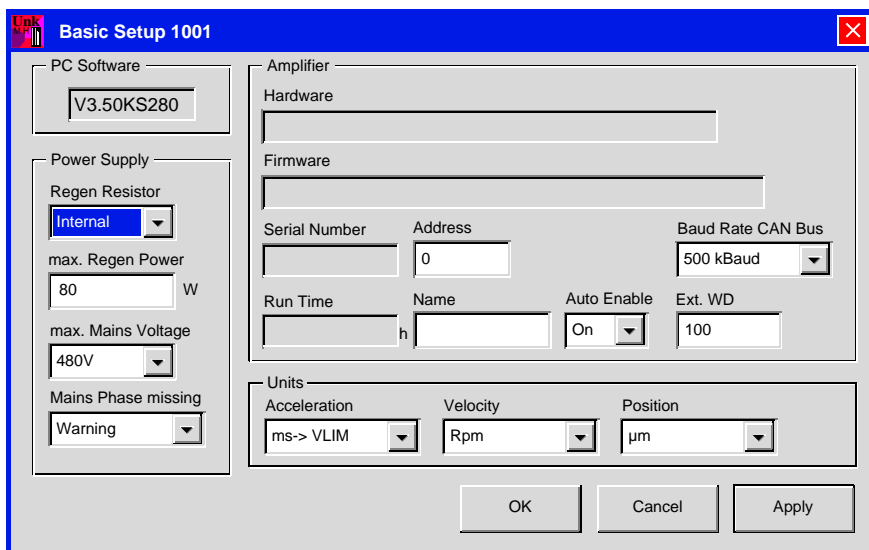 Unk
M.H
Basic Setup 1001
PC Software
V3.50KS280
Power Supply
Regen Resistor
Internal
max. Regen Power
80 W
max. Mains Voltage
480V
Mains Phase missing
Warning
Amplifier
Hardware
Firmware
Serial Number Address Baud Rate CAN Bus
0 500 kBaud
Run Time Name Auto Enable Ext. WD
h On 100
Units
Acceleration Velocity Position
ms-> VLIM Rpm µm
OK Cancel Apply